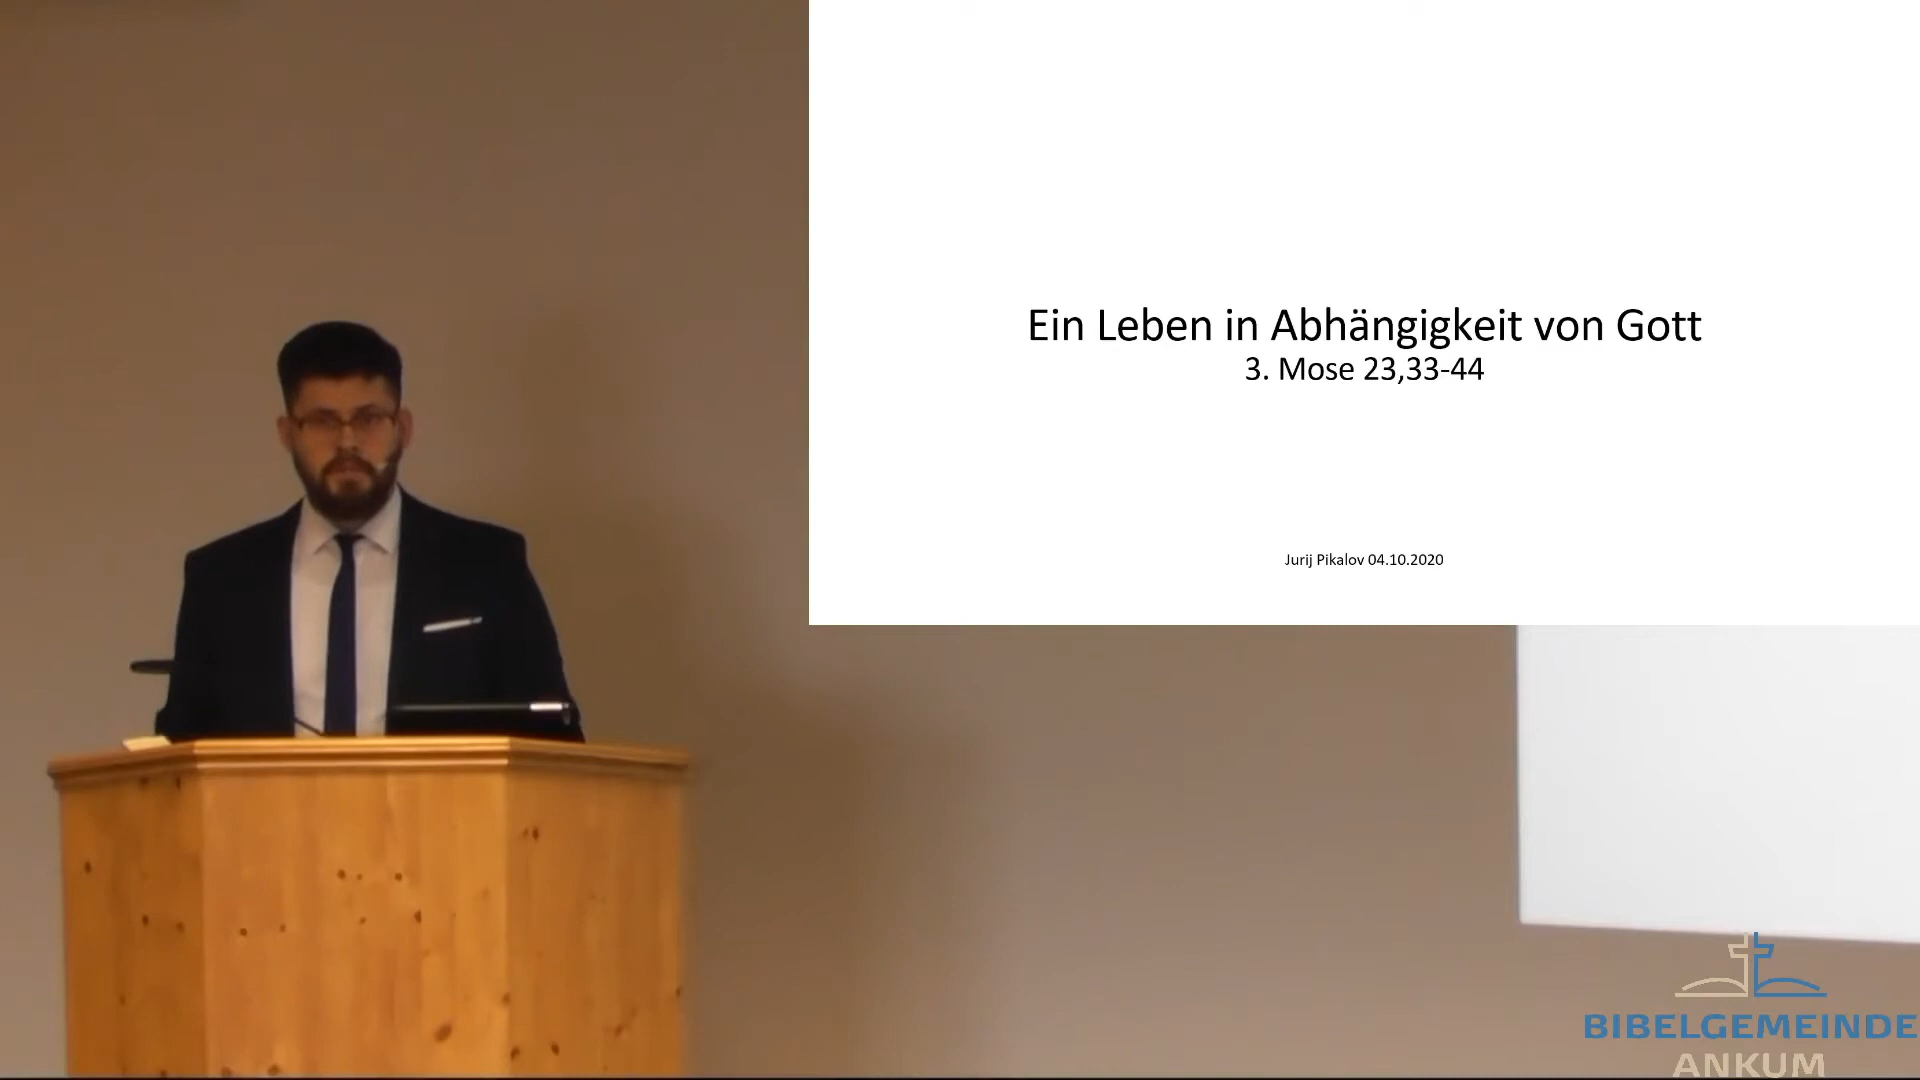 Ein Leben in Abhängigkeit von Gott
3. Mose 23,33-44
Jurij Pikalov 04.10.2020
BIBELGEMEINDE
ANKUM